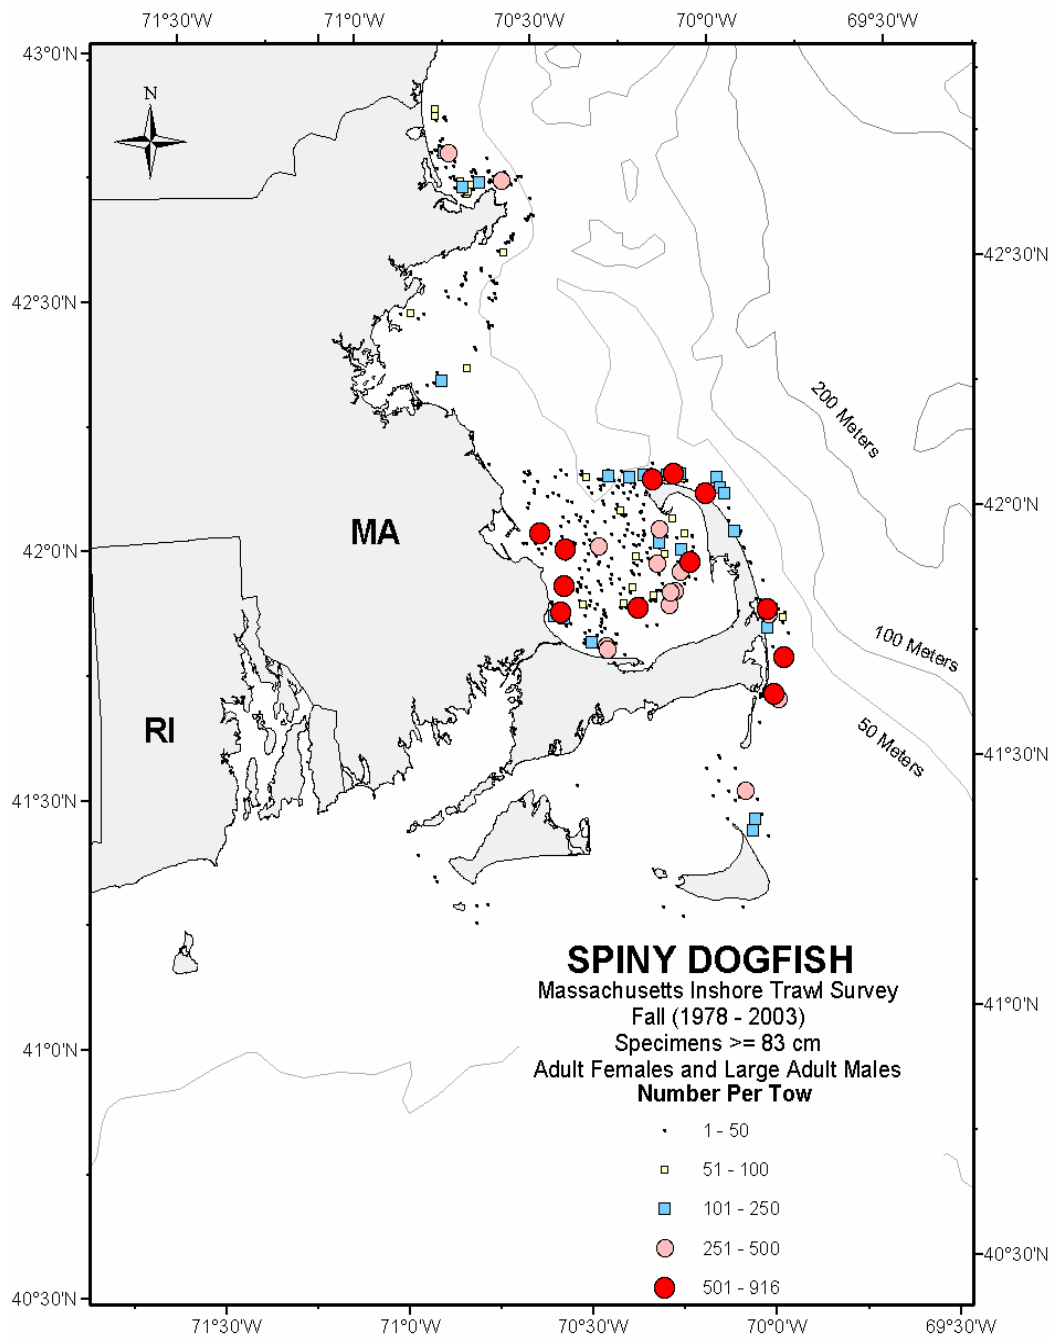 71°30'W 71°0'W 70°30'W 70°0'W 69°30'W
43°0'N
N
42°30'N
42°30'N
200 Meters
42°0'N
MA
42°0'N
100 Meters
RI
50 Meters
41°30'N
41°30'N
SPINY DOGFISH
Massachusetts Inshore Trawl Survey
Fall (1978 - 2003)
41°0'N
Specimens >= 83 cm
41°0'N
Adult Females and Large Adult Males
Number Per Tow
1 - 50
51 - 100
101 - 250
251 - 500
40°30'N
501 - 916
40°30'N
71°30'W 71°0'W 70°30'W 70°0'W 69°30'W